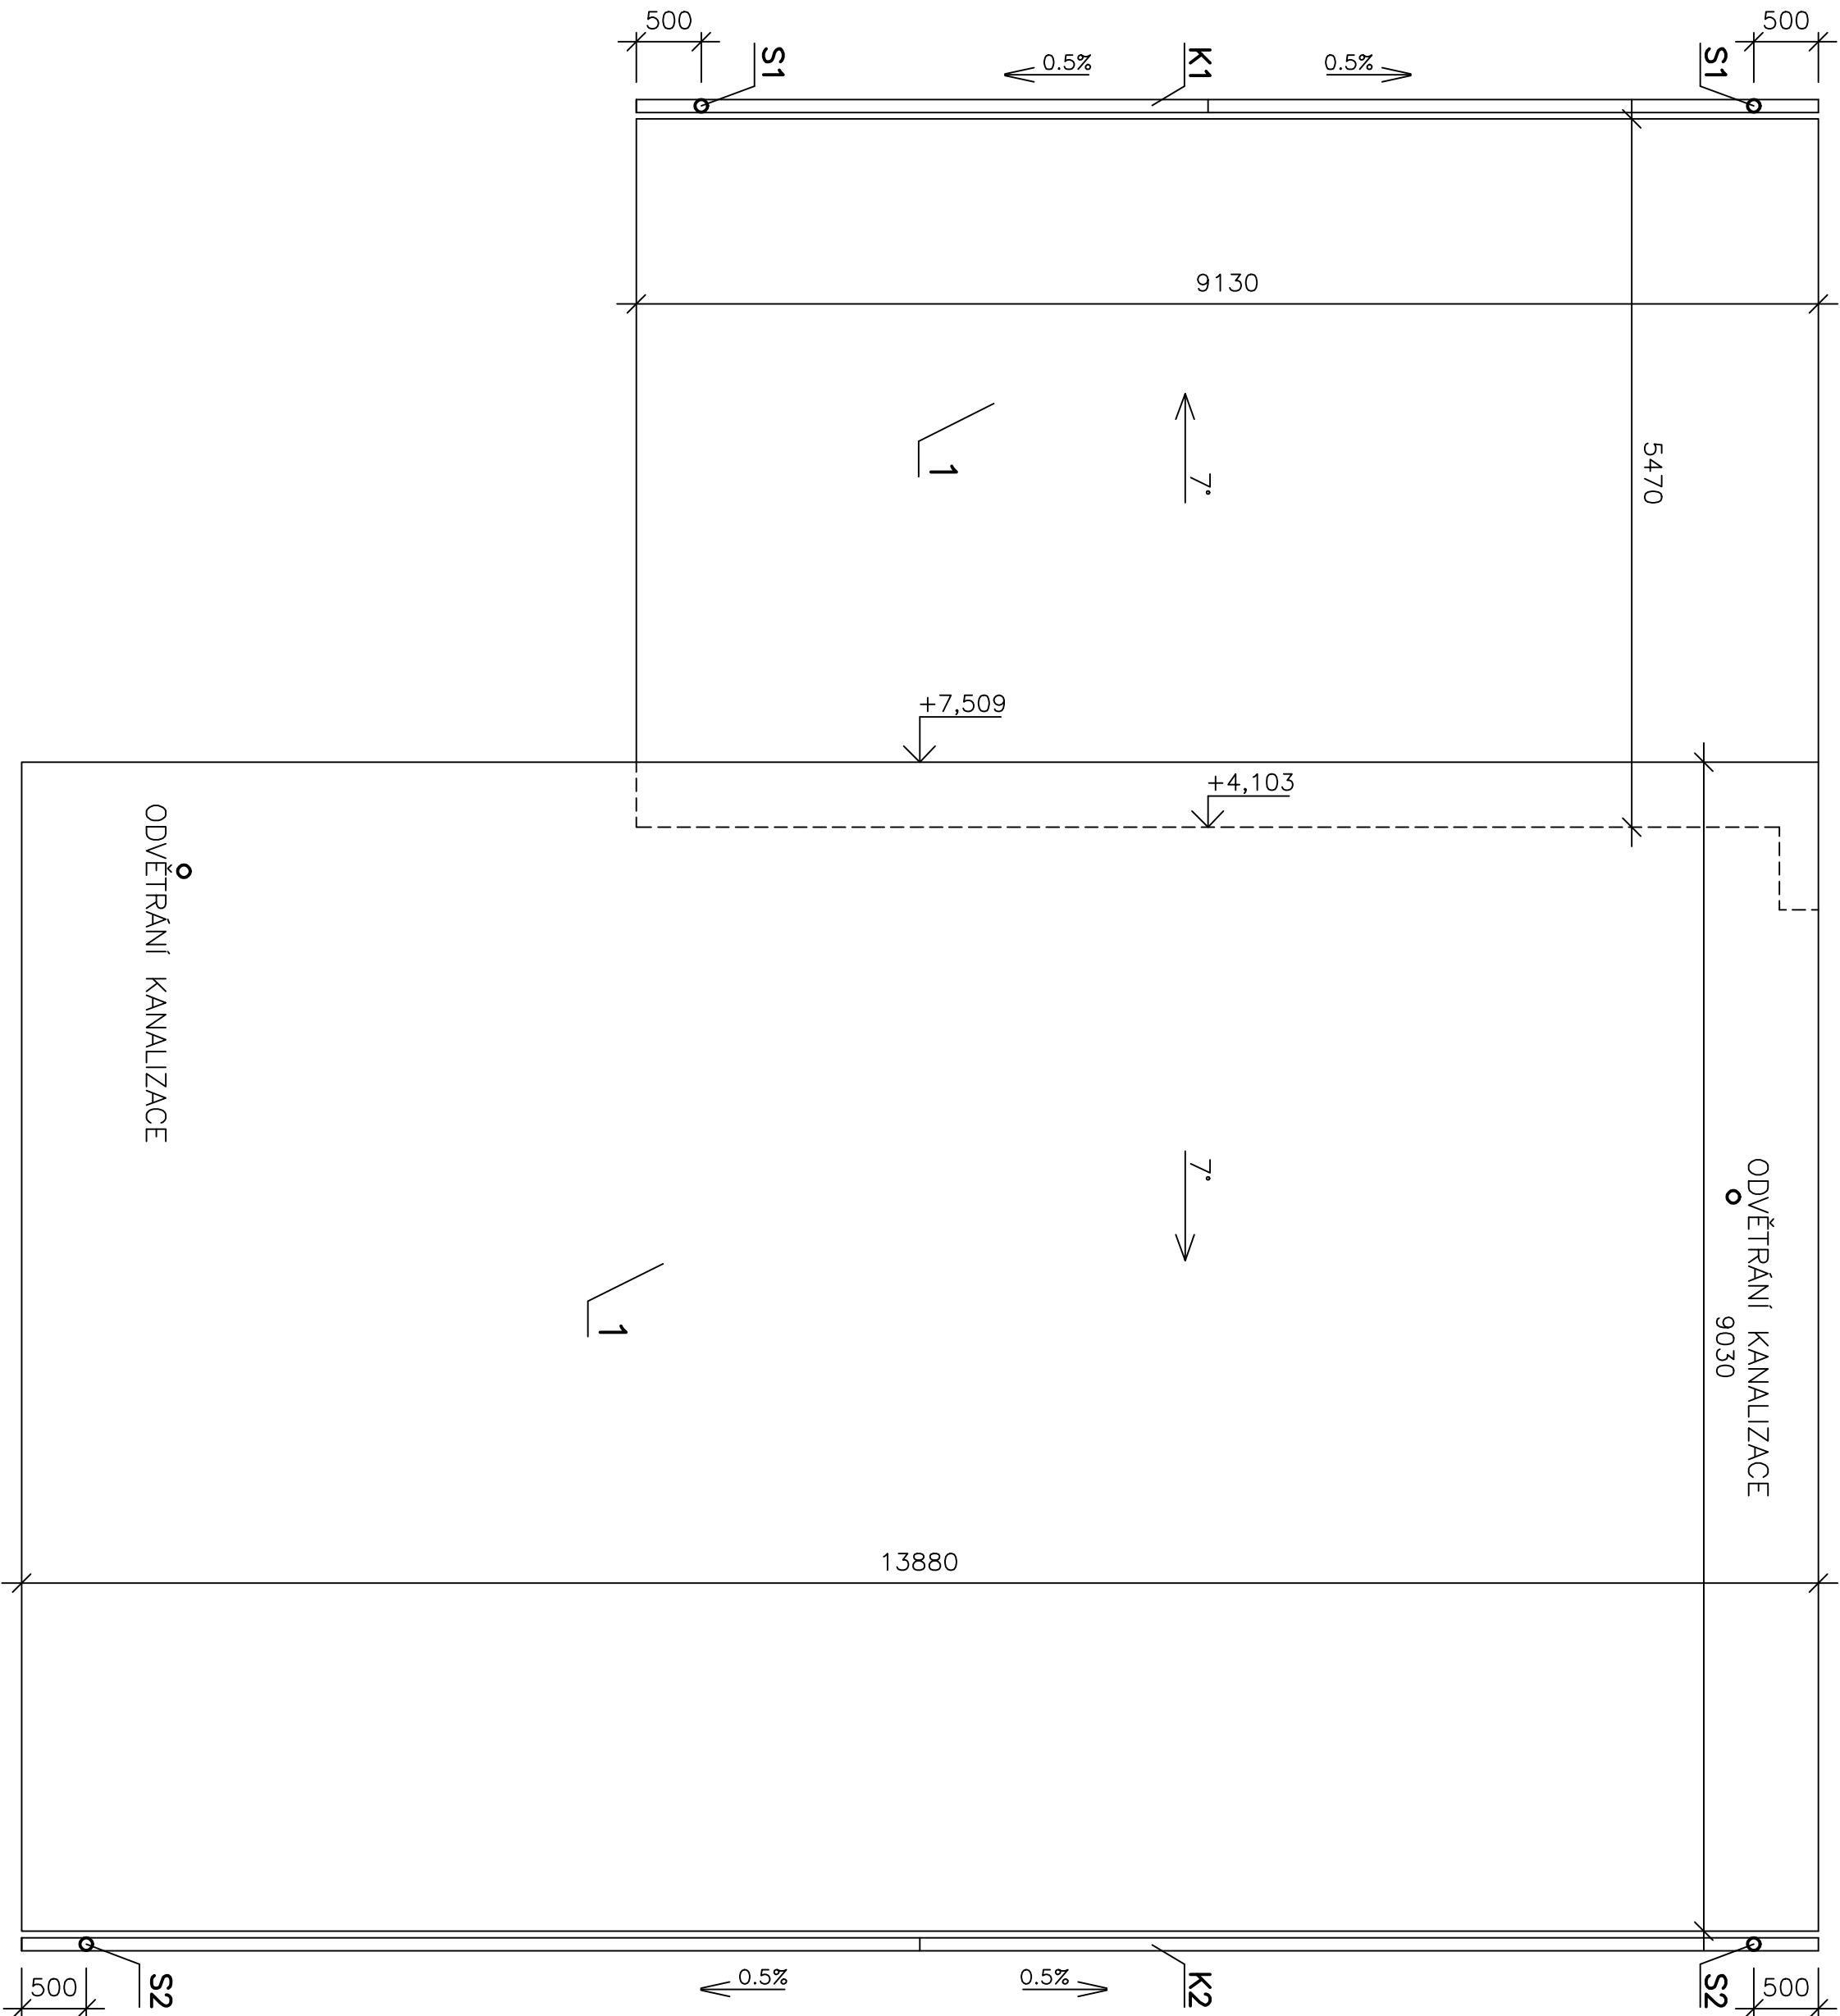 500
500
S1
0.5%
K1
0.5%
S1
9130
5470
1
7°
+7,509
+4,103
ODVĚTRÁNÍ KANALIZACE
ODVĚTRÁNÍ KANALIZACE
7°
9030
1
13880
500
S2
0.5%
0.5%
K2
S2
500